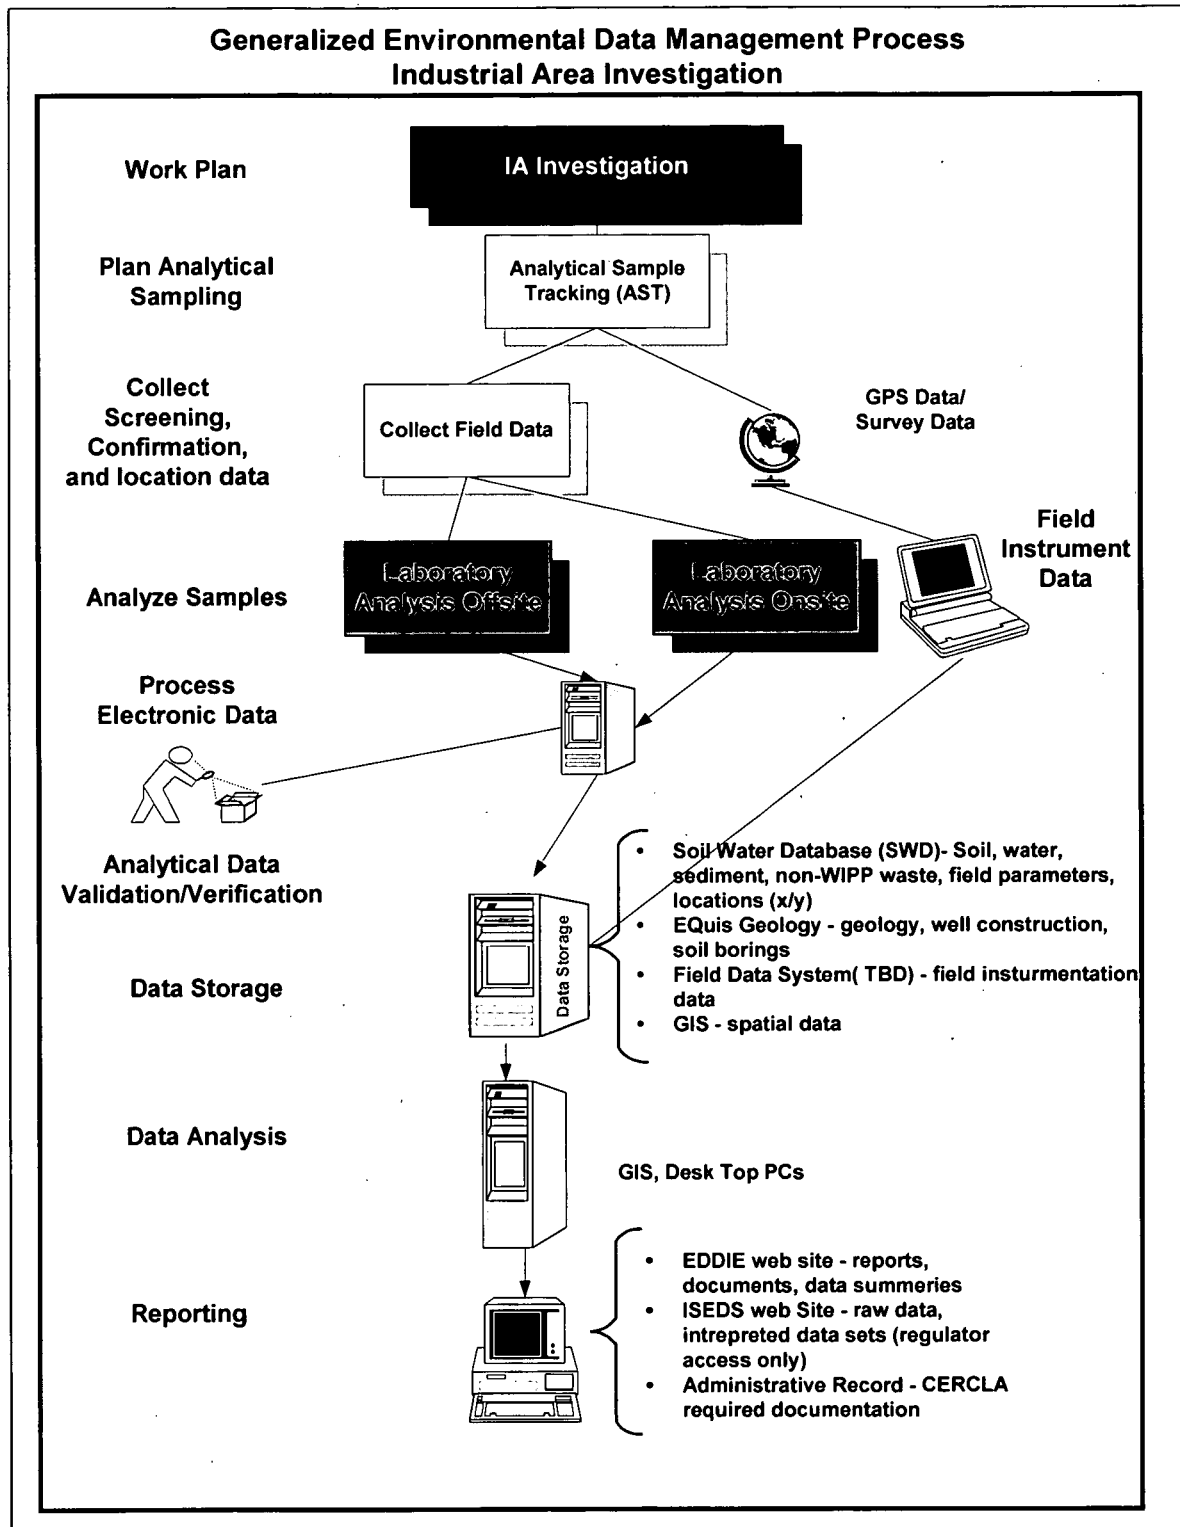 Generalized Environmental Data Management Process
Industrial Area Investigation
Work Plan
IA Investigation
Plan Analytical
Sampling
Analytical Sample
Tracking (AST)
Collect
Screening,
Confirmation,
and location data
Collect Field Data
GPS Data/
Survey Data
Field
Instrument
Data
Analyze Samples
Laboratory
Analysis Offsite
Laboratory
Analysis Onsite
Process
Electronic Data
Analytical Data
Validation/Verification
Data Storage
Data Storage
• Soil Water Database (SWD)- Soil, water,
sediment, non-WIPP waste, field parameters,
locations (x/y)
• EQuis Geology - geology, well construction,
soil borings
• Field Data System( TBD) - field insturmentation
data
• GIS - spatial data
Data Analysis
GIS, Desk Top PCs
Reporting
• EDDIE web site - reports,
documents, data summeries
• ISEDS web Site - raw data,
intrepreted data sets (regulator
access only)
• Administrative Record - CERCLA
required documentation